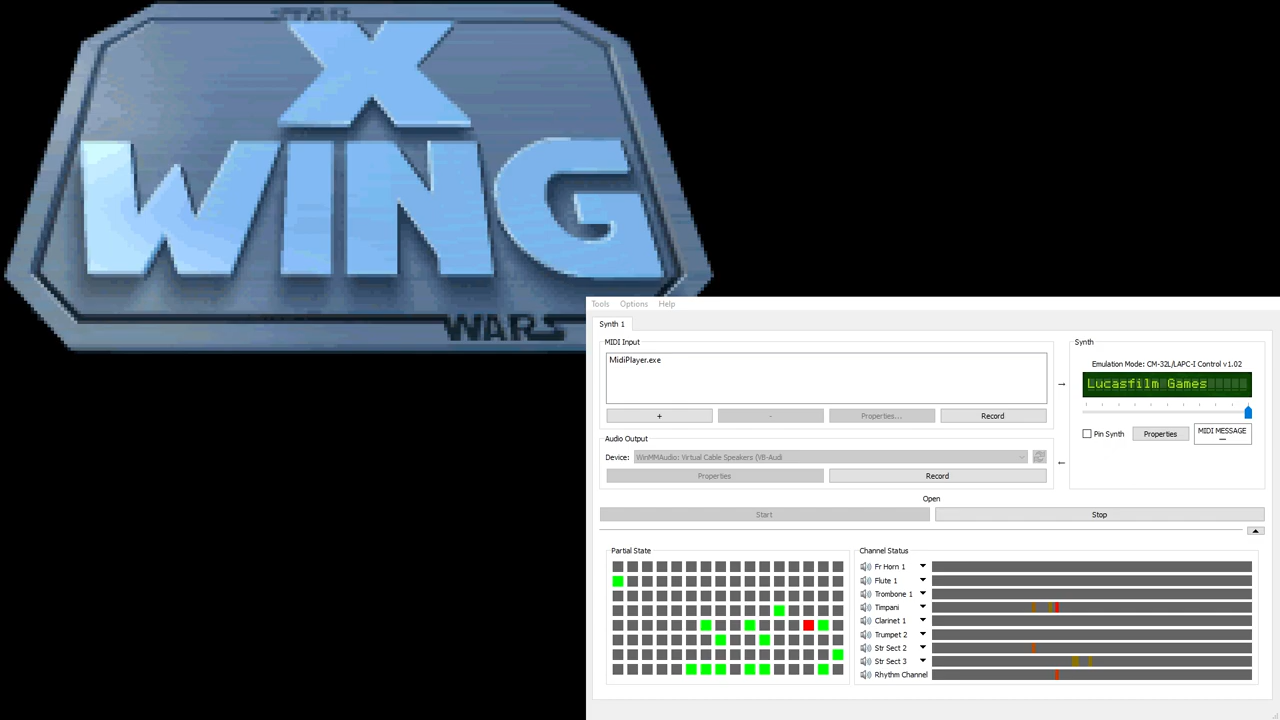 STAR
X
WING
WARS
Tools Options Help
Synth 1
MIDI Input
MidiPlayer.exe
+ - Properties... Record
Synth
Emulation Mode: CM-32L/LAPC-I Control v1.02
Lucasfilm Games
Pin Synth Properties MIDI MESSAGE
Audio Output
Device: WinMMAudio: Virtual Cable Speakers (VB-Audi
Properties Record
Open
Start Stop
Partial State
Channel Status
Fr Horn 1
Flute 1
Trombone 1
Timpani
Clarinet 1
Trumpet 2
Str Sect 2
Str Sect 3
Rhythm Channel